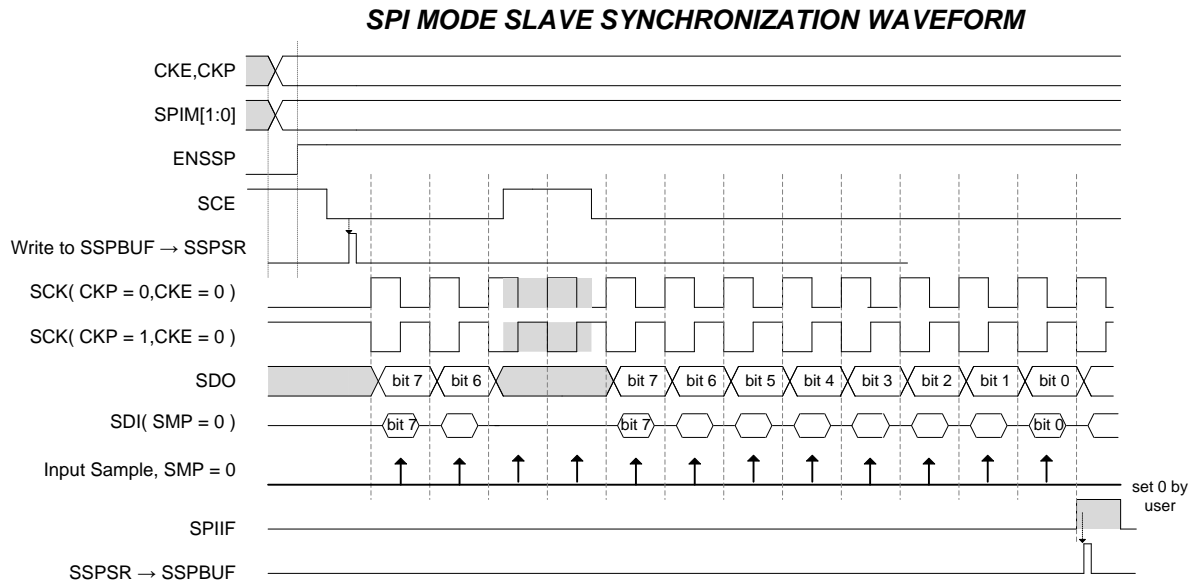 SPI MODE SLAVE SYNCHRONIZATION WAVEFORM
CKE,CKP
SPIM[1:0]
ENSSP
SCE
Write to SSPBUF → SSPSR
SCK( CKP = 0,CKE = 0 )
SCK( CKP = 1,CKE = 0 )
SDO
bit 7 bit 6 bit 7 bit 6 bit 5 bit 4 bit 3 bit 2 bit 1 bit 0
SDI( SMP = 0 )
bit 7 bit 7 bit 0
Input Sample, SMP = 0
set 0 by
user
SPIIF
SSPSR → SSPBUF